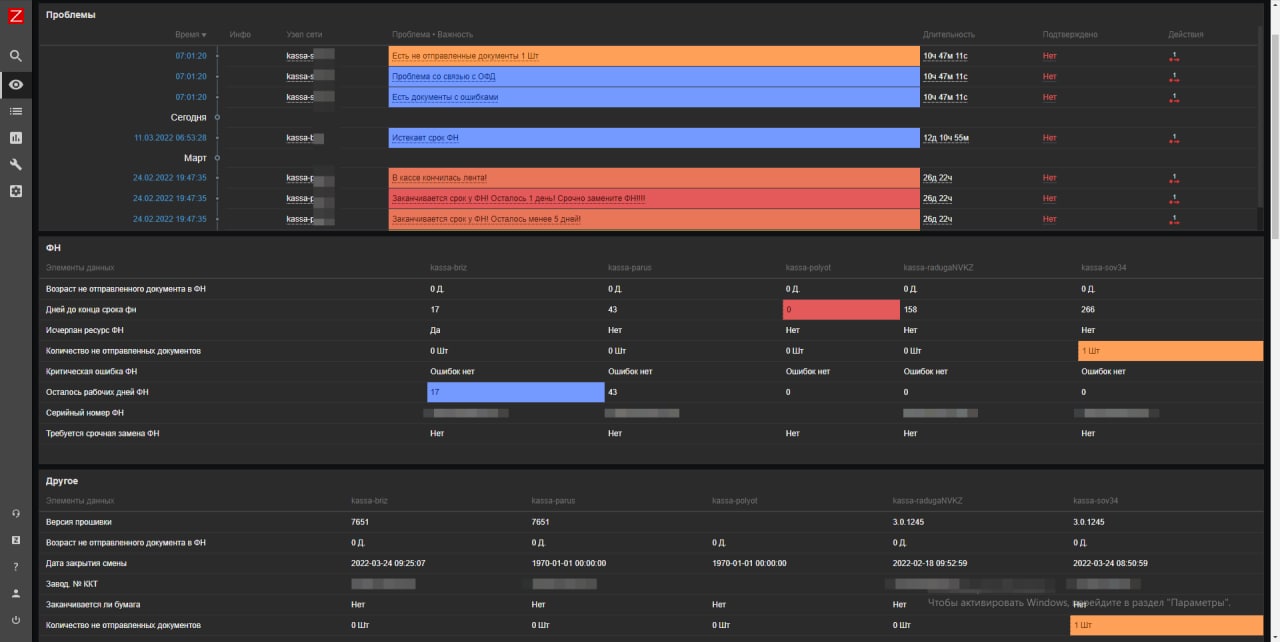 Z
Проблемы
Время Инфо Узел сети Проблема • Важность Длительность Подтверждено Действия
07:01:20 kassa-s Есть не отправленные документы 1 Шт 10ч 47м 11с Нет 1
07:01:20 kassa-s Проблема со связью с ОФД 10ч 47м 11с Нет 1
07:01:20 kassa-s Есть документы с ошибками 10ч 47м 11с Нет 1
Сегодня
11.03.2022 06:53:28 kassa-b Истекает срок ФН 12д 10ч 55м Нет 1
Март
24.02.2022 19:47:35 kassa-p В кассе кончилась лента! 26д 22ч Нет 1
24.02.2022 19:47:35 kassa-p Заканчивается срок у ФН! Осталось 1 день! Срочно замените ФН!!!! 26д 22ч Нет 1
24.02.2022 19:47:35 kassa-p Заканчивается срок у ФН! Осталось менее 5 дней! 26д 22ч Нет 1
ФН
Элементы данных kassa-briz kassa-parus kassa-polyot kassa-radugaNVKZ kassa-sov34
Возраст не отправленного документа в ФН 0 Д. 0 Д. 0 Д. 0 Д. 0 Д.
Дней до конца срока фн 17 43 0 158 266
Исчерпан ресурс ФН Да Нет Нет Нет Нет
Количество не отправленных документов 0 Шт 0 Шт 0 Шт 0 Шт 1 Шт
Критическая ошибка ФН Ошибок нет Ошибок нет Ошибок нет Ошибок нет Ошибок нет
Осталось рабочих дней ФН 17 43 0 0 0
Серийный номер ФН
Требуется срочная замена ФН Нет Нет Нет Нет Нет
Другое
Элементы данных kassa-briz kassa-parus kassa-polyot kassa-radugaNVKZ kassa-sov34
Версия прошивки 7651 7651 3.0.1245 3.0.1245
Возраст не отправленного документа в ФН 0 Д. 0 Д. 0 Д. 0 Д. 0 Д.
Дата закрытия смены 2022-03-24 09:25:07 1970-01-01 00:00:00 1970-01-01 00:00:00 2022-02-18 09:52:59 2022-03-24 08:50:59
Завод. № ККТ
Заканчивается ли бумага Нет Нет Нет Нет Нет
Чтобы активировать Windows, перейдите в раздел "Параметры".
Количество не отправленных документов 0 Шт 0 Шт 0 Шт 0 Шт 1 Шт